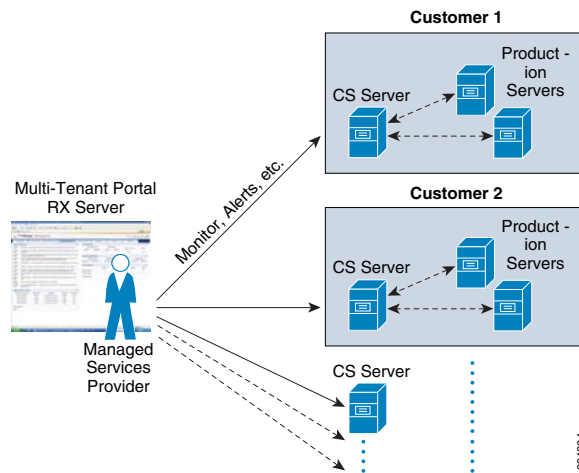 Customer 1
Product -
ion
Servers
CS Server
Monitor, Alerts, etc.
Multi-Tenant Portal
RX Server
Customer 2
Product -
ion
Servers
CS Server
Managed
Services
Provider
CS Server